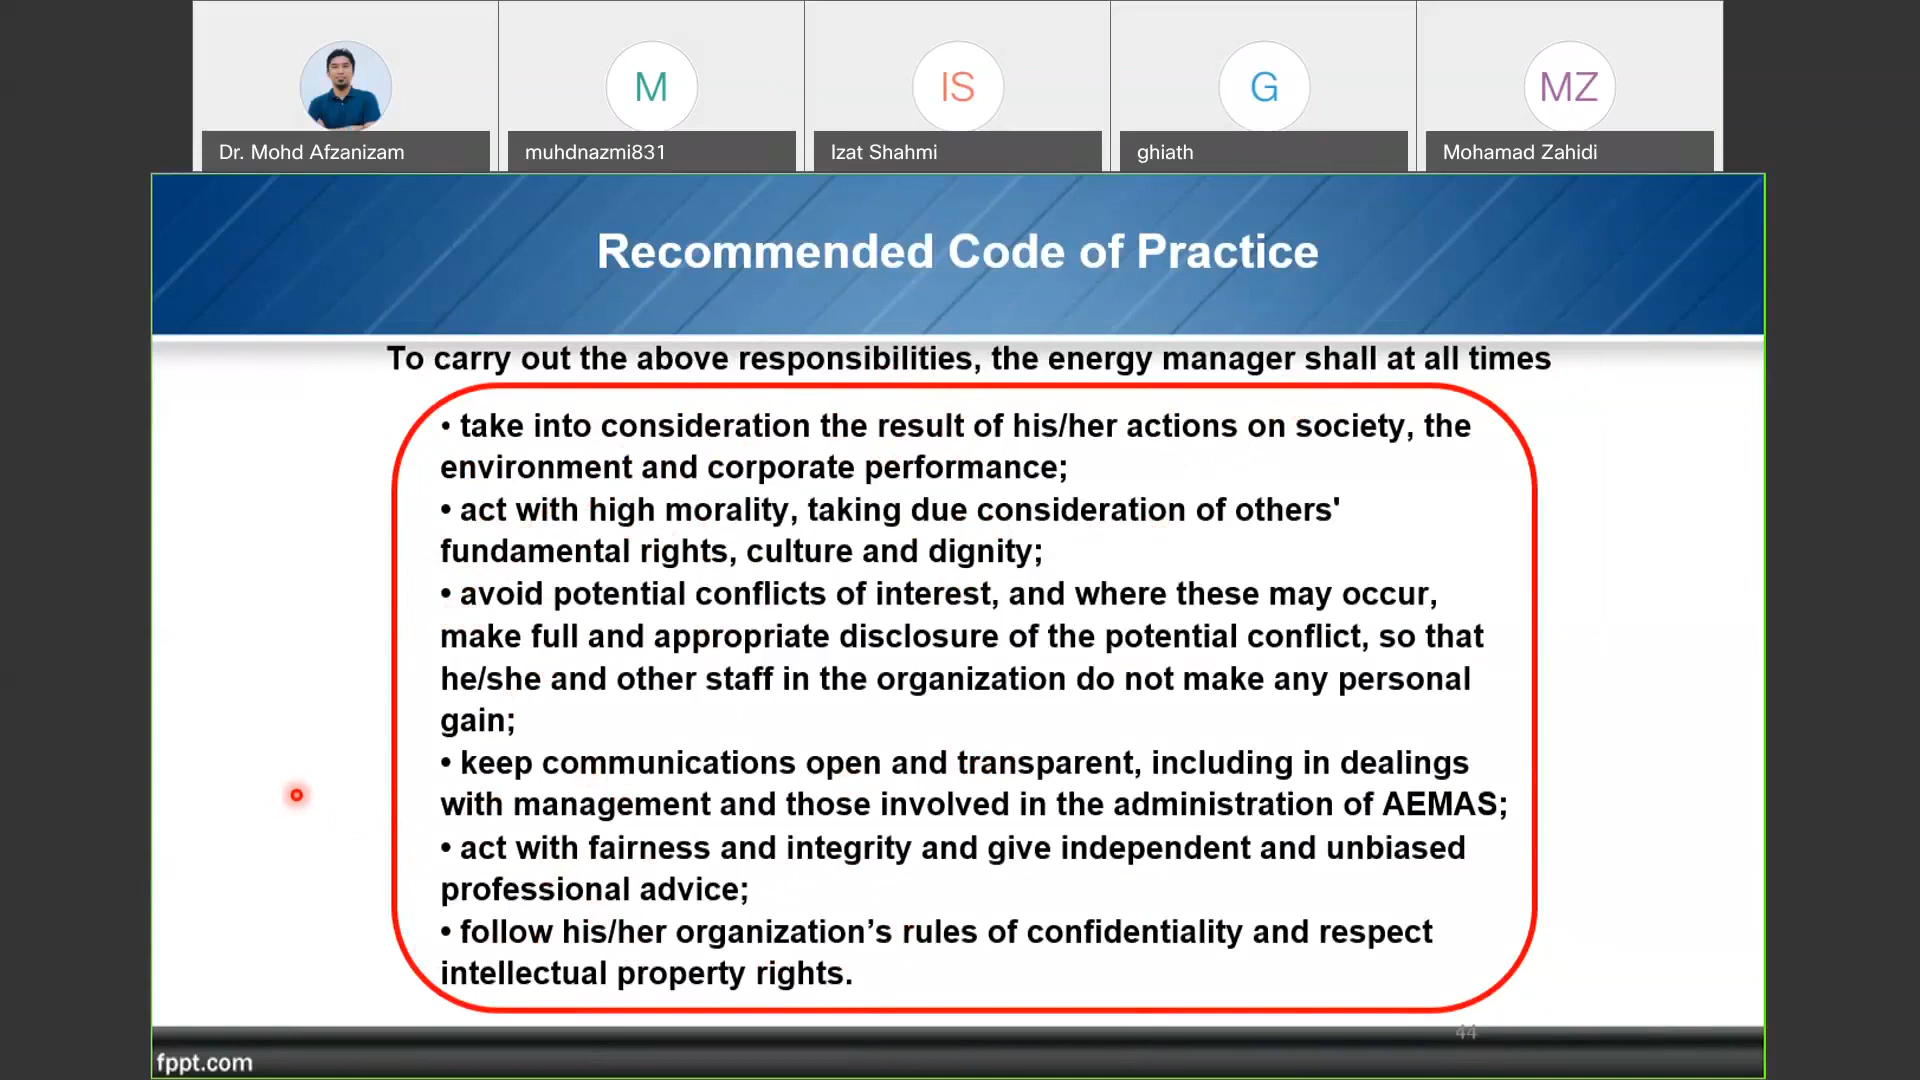 M
IS
G
MZ
Dr. Mohd Afzanizam
muhdnazmi831
Izat Shahmi
ghiath
Mohamad Zahidi
Recommended Code of Practice
To carry out the above responsibilities, the energy manager shall at all times
• take into consideration the result of his/her actions on society, the
environment and corporate performance;
• act with high morality, taking due consideration of others'
fundamental rights, culture and dignity;
• avoid potential conflicts of interest, and where these may occur,
make full and appropriate disclosure of the potential conflict, so that
he/she and other staff in the organization do not make any personal
gain;
• keep communications open and transparent, including in dealings
with management and those involved in the administration of AEMAS;
• act with fairness and integrity and give independent and unbiased
professional advice;
• follow his/her organization’s rules of confidentiality and respect
intellectual property rights.
44
fppt.com